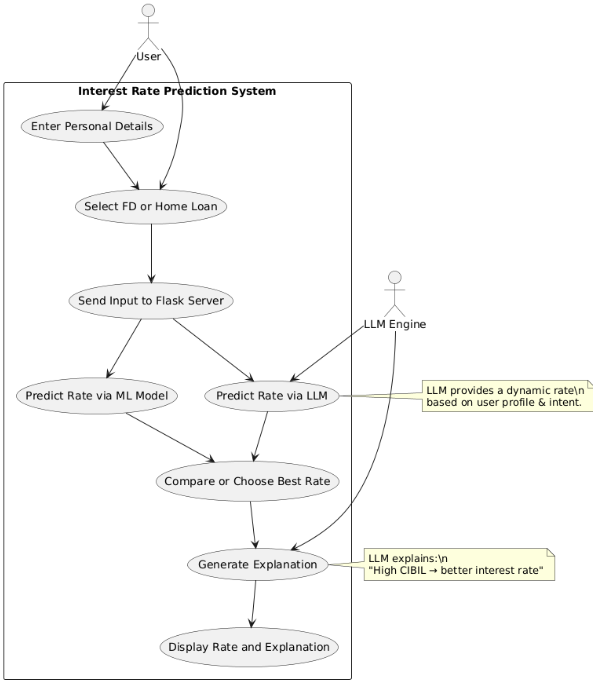 User
Interest Rate Prediction System
Enter Personal Details
Select FD or Home Loan
Send Input to Flask Server
LLM Engine
Predict Rate via ML Model
Predict Rate via LLM
LLM provides a dynamic rate\n
based on user profile & intent.
Compare or Choose Best Rate
Generate Explanation
LLM explains:\n
"High CIBIL → better interest rate"
Display Rate and Explanation